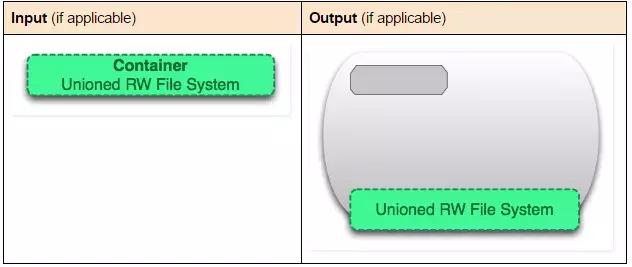 Input (if applicable)
Output (if applicable)
Container
Unioned RW File System
Unioned RW File System